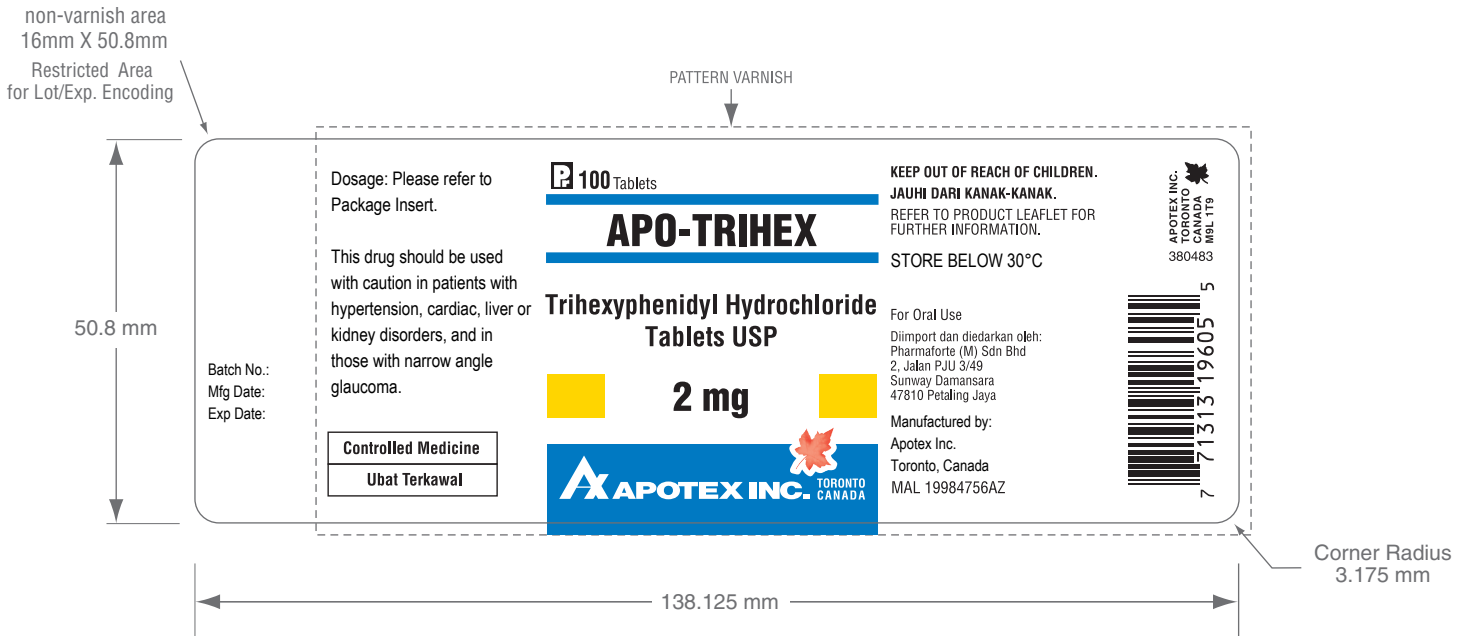 non-varnish area
16mm X 50.8mm
Restricted Area
for Lot/Exp. Encoding
PATTERN VARNISH
50.8 mm
Batch No.:
Mfg Date:
Exp Date:
Dosage: Please refer to
Package Insert.
This drug should be used
with caution in patients with
hypertension, cardiac, liver or
kidney disorders, and in
those with narrow angle
glaucoma.
Controlled Medicine
Ubat Terkawal
Pr 100 Tablets
APO-TRIHEX
Trihexyphenidyl Hydrochloride
Tablets USP
2 mg
APOTEX INC.
TORONTO
CANADA
KEEP OUT OF REACH OF CHILDREN.
JAUHI DARI KANAK-KANAK.
REFER TO PRODUCT LEAFLET FOR
FURTHER INFORMATION.
STORE BELOW 30°C
For Oral Use
Diimport dan diedarkan oleh:
Pharmaforte (M) Sdn Bhd
2, Jalan PJU 3/49
Sunway Damansara
47810 Petaling Jaya
Manufactured by:
Apotex Inc.
Toronto, Canada
MAL 19984756AZ
APOTEX INC.
TORONTO
CANADA
M9L 1T9
380483
7 71313 19605 5
Corner Radius
3.175 mm
138.125 mm